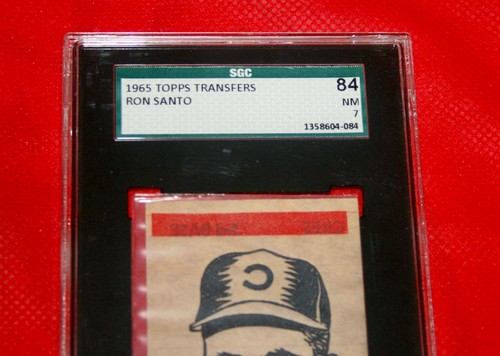 SGC
1965 TOPPS TRANSFERS 84
RON SANTO NM
7
1358604-084